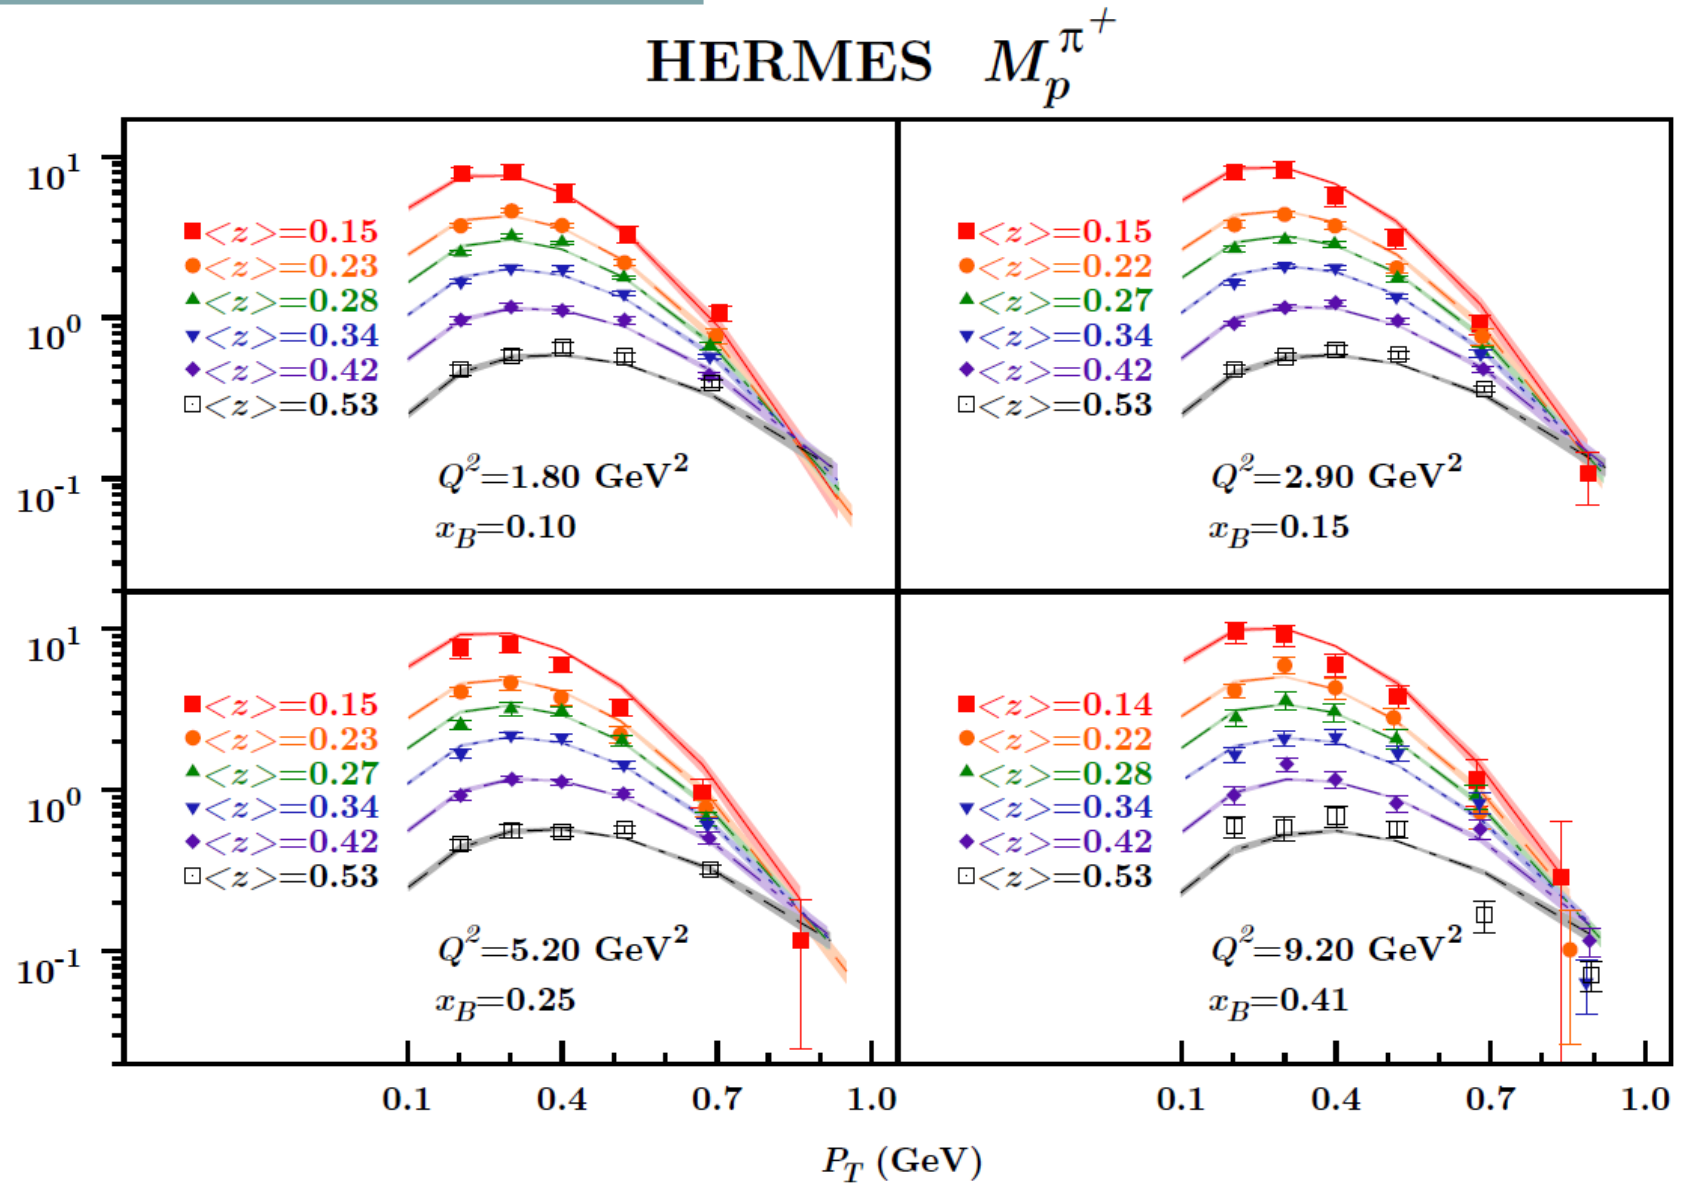 HERMES M_p^{π^+}
10^1
10^0
10^-1
<z>=0.15
<z>=0.23
<z>=0.28
<z>=0.34
<z>=0.42
<z>=0.53
Q^2=1.80 GeV^2
x_B=0.10
<z>=0.15
<z>=0.22
<z>=0.27
<z>=0.34
<z>=0.42
<z>=0.53
Q^2=2.90 GeV^2
x_B=0.15
10^1
10^0
10^-1
<z>=0.15
<z>=0.23
<z>=0.27
<z>=0.34
<z>=0.42
<z>=0.53
Q^2=5.20 GeV^2
x_B=0.25
<z>=0.14
<z>=0.22
<z>=0.28
<z>=0.34
<z>=0.42
<z>=0.53
Q^2=9.20 GeV^2
x_B=0.41
0.1 0.4 0.7 1.0 0.1 0.4 0.7 1.0
P_T (GeV)